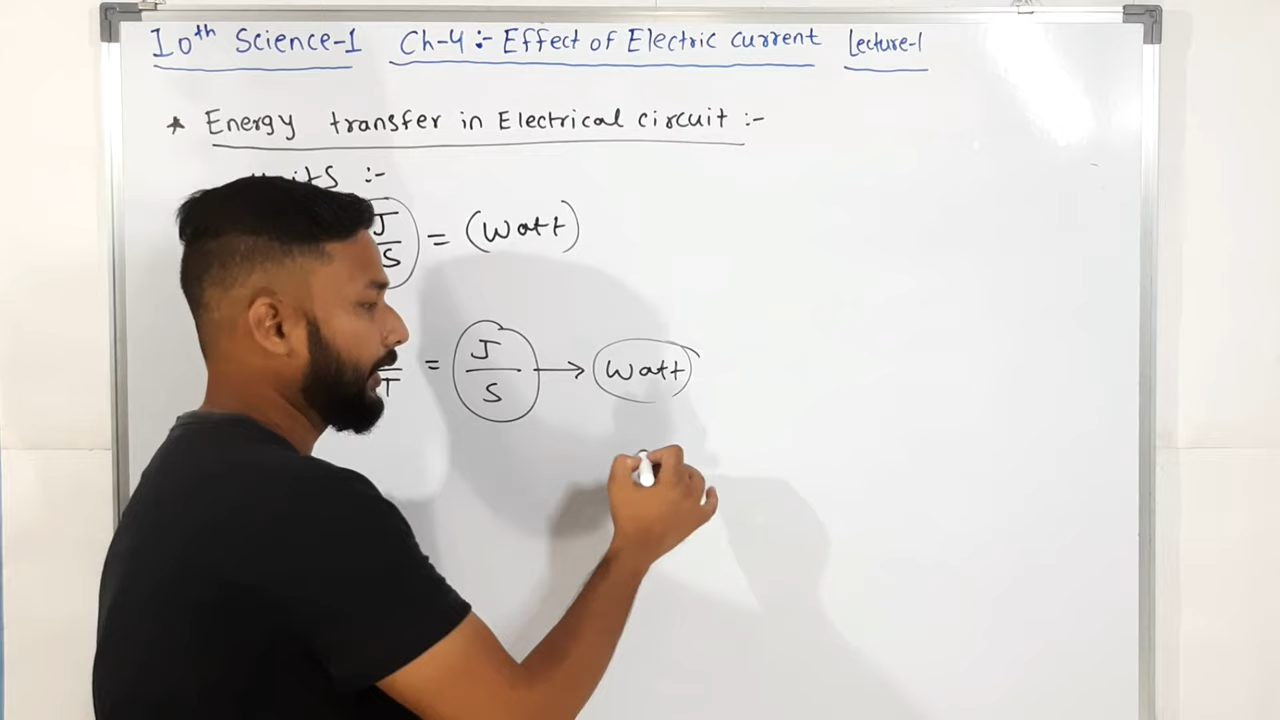 10th Science-1 Ch-4 :- Effect of Electric current Lecture-1
* Energy transfer in Electrical circuit :-
:-
J/S = (Watt)
T = J/S → Watt